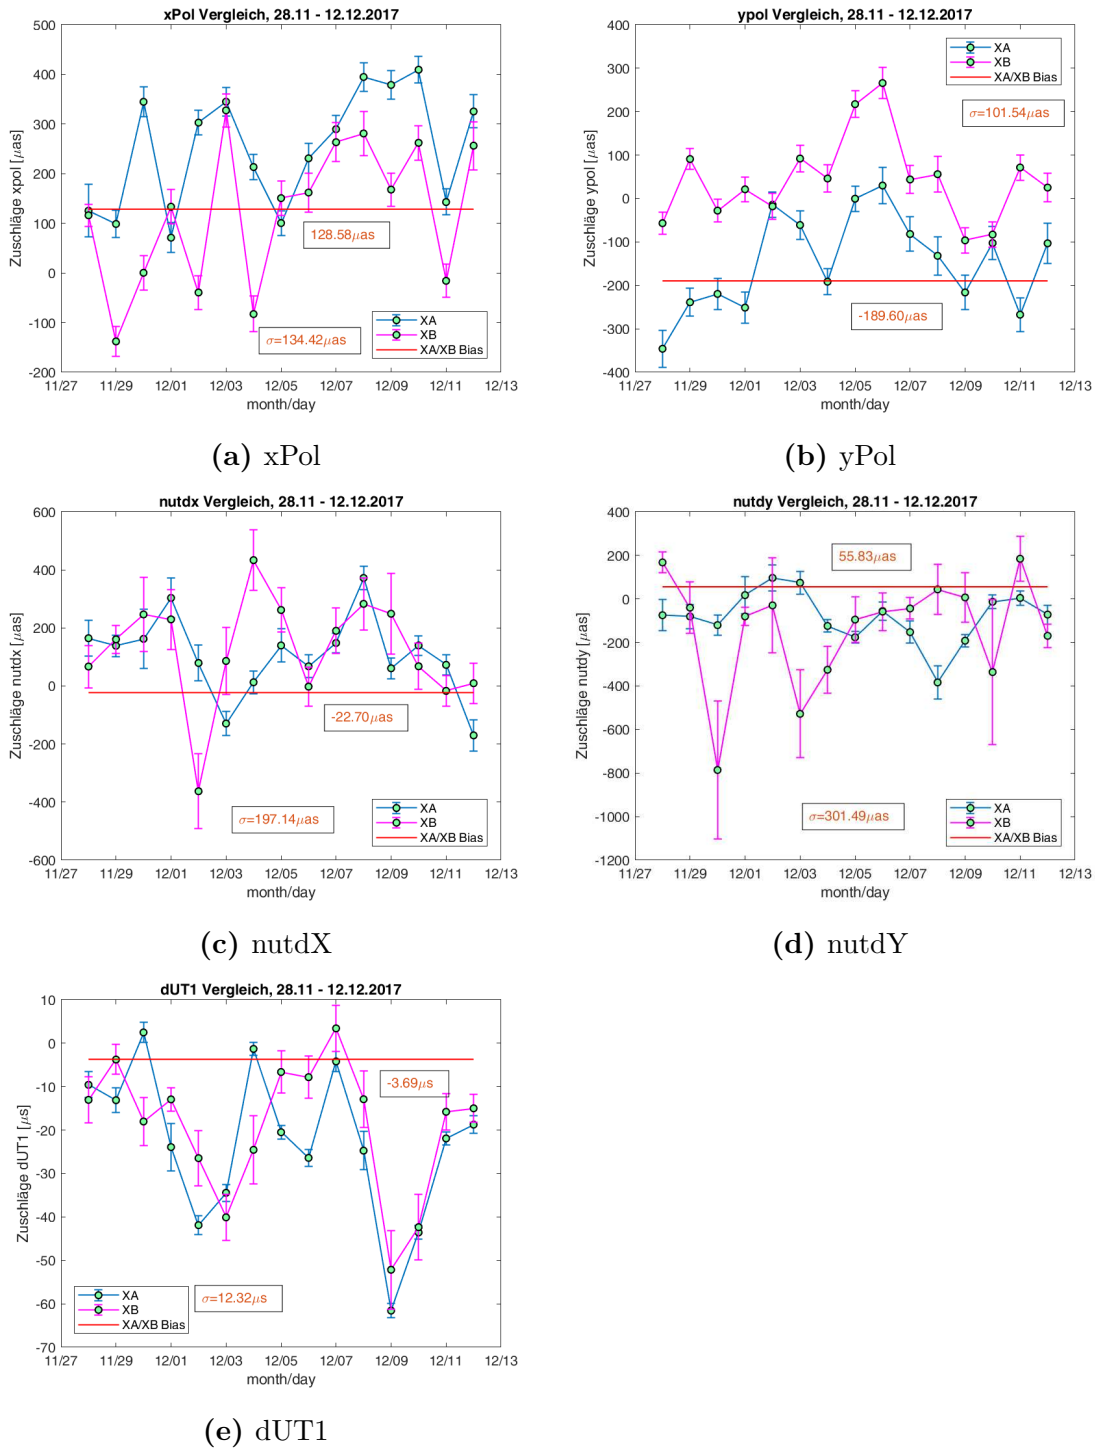 xPol Vergleich, 28.11 - 12.12.2017
500
400
300
200
100
0
-100
-200
Zuschläge xpol [µas]
128.58µas
σ=134.42µas
XA
XB
XA/XB Bias
11/27 11/29 12/01 12/03 12/05 12/07 12/09 12/11 12/13
month/day
(a) xPol
ypol Vergleich, 28.11 - 12.12.2017
400
300
200
100
0
-100
-200
-300
-400
Zuschläge ypol [µas]
XA
XB
XA/XB Bias
σ=101.54µas
-189.60µas
11/27 11/29 12/01 12/03 12/05 12/07 12/09 12/11 12/13
month/day
(b) yPol
nutdx Vergleich, 28.11 - 12.12.2017
600
400
200
0
-200
-400
-600
Zuschläge nutdx [µas]
-22.70µas
σ=197.14µas
XA
XB
XA/XB Bias
11/27 11/29 12/01 12/03 12/05 12/07 12/09 12/11 12/13
month/day
(c) nutdX
nutdy Vergleich, 28.11 - 12.12.2017
400
200
0
-200
-400
-600
-800
-1000
-1200
Zuschläge nutdy [µas]
55.83µas
σ=301.49µas
XA
XB
XA/XB Bias
11/27 11/29 12/01 12/03 12/05 12/07 12/09 12/11 12/13
month/day
(d) nutdY
dUT1 Vergleich, 28.11 - 12.12.2017
10
0
-10
-20
-30
-40
-50
-60
-70
Zuschläge dUT1 [µs]
-3.69µs
σ=12.32µs
XA
XB
XA/XB Bias
11/27 11/29 12/01 12/03 12/05 12/07 12/09 12/11 12/13
month/day
(e) dUT1